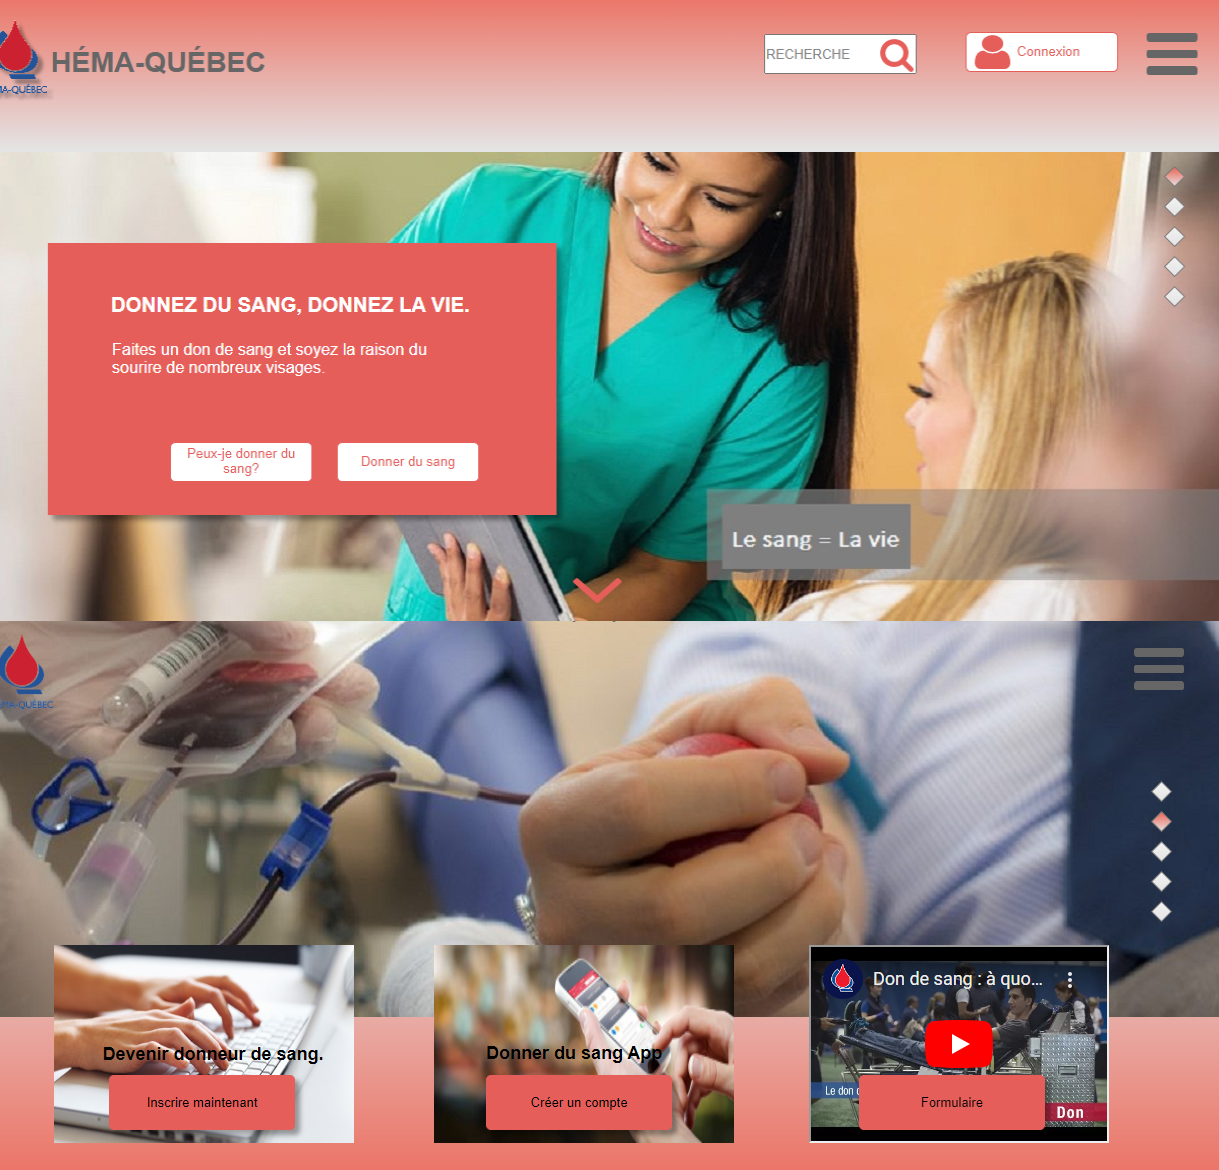 HÉMA-QUÉBEC
RECHERCHE
Connexion
MA-QUÉBEC
DONNEZ DU SANG, DONNEZ LA VIE.
Faites un don de sang et soyez la raison du
sourire de nombreux visages.
Peux-je donner du
sang?
Donner du sang
Le sang = La vie
MA-QUÉBEC
Don de sang : à quo...
Devenir donneur de sang.
Donner du sang App
Le don
Inscrire maintenant
Créer un compte
Formulaire
Don